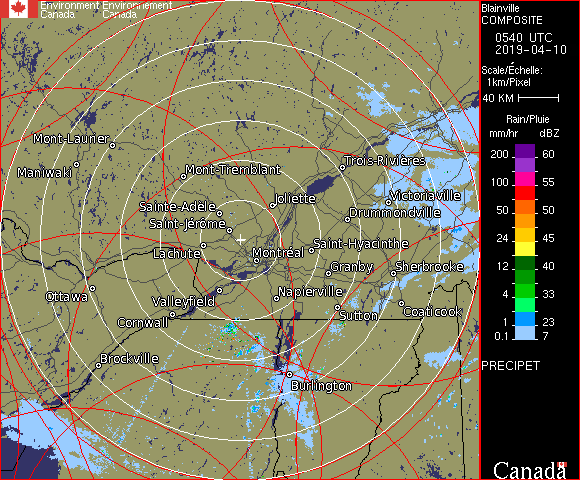 Environment Environnement
Canada Canada
Blainville
COMPOSITE
0540 UTC
2019-04-10
Scale/Échelle:
1km/Pixel
40 KM
Rain/Pluie
mm/hr dBZ
200 60
100 55
50 50
24 45
12 40
4 33
1 23
0.1 7
PRECIPET
Canada
Mont-Laurier
Maniwaki
Mont-Tremblant
Trois-Rivières
Joliette
Victoriaville
Sainte-Adèle
Drummondville
Saint-Jérôme
Lachute
Montréal
Saint-Hyacinthe
Granby
Sherbrooke
Ottawa
Valleyfield
Napierville
Cornwall
Sutton
Coaticook
Brockville
Burlington